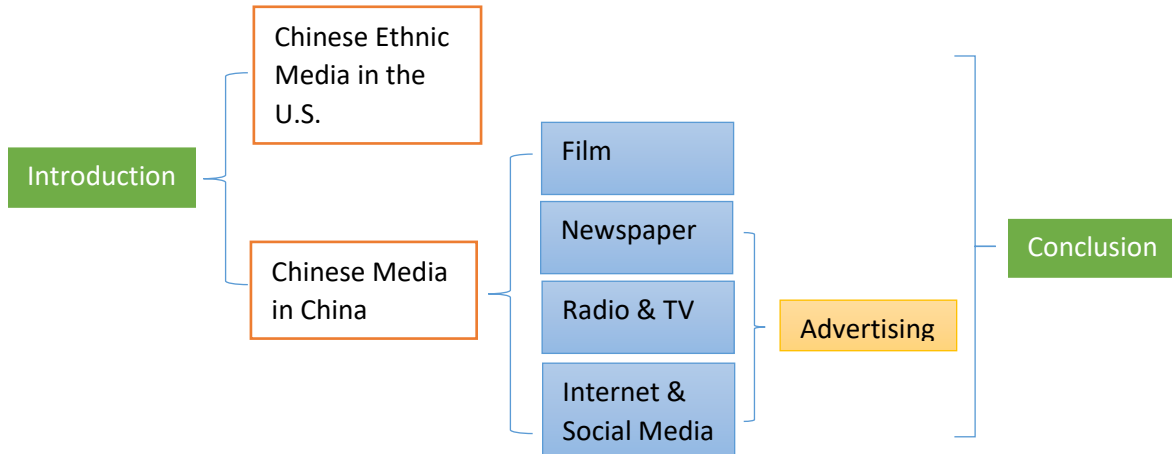 Introduction
Chinese Ethnic
Media in the
U.S.
Chinese Media
in China
Film
Newspaper
Radio & TV
Internet &
Social Media
Advertising
Conclusion